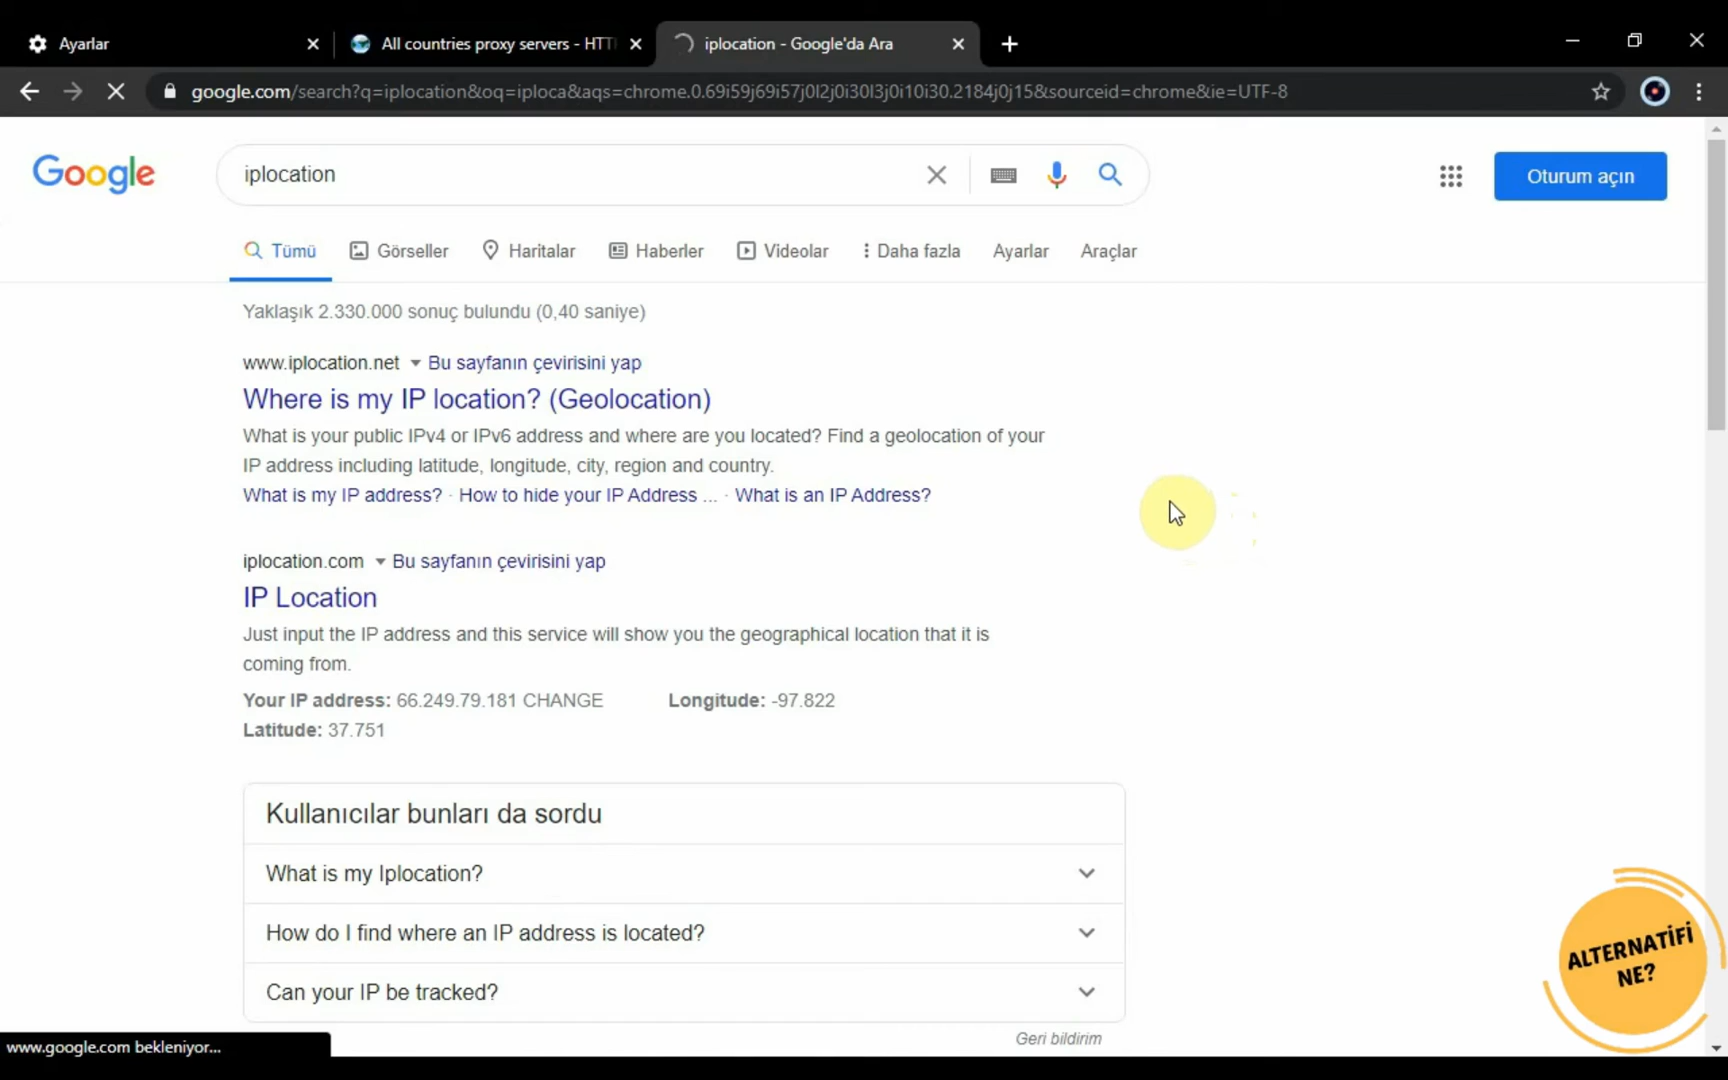 Ayarlar
All countries proxy servers - HTT
iplocation - Google'da Ara
google.com/search?q=iplocation&oq=iploca&aqs=chrome.0.69i59j69i57j0l2j0i30l3j0i10i30.2184j0j15&sourceid=chrome&ie=UTF-8
Google
iplocation
Oturum açın
Tümü
Görseller
Haritalar
Haberler
Videolar
Daha fazla
Ayarlar
Araçlar
Yaklaşık 2.330.000 sonuç bulundu (0,40 saniye)
www.iplocation.net Bu sayfanın çevirisini yap
Where is my IP location? (Geolocation)
What is your public IPv4 or IPv6 address and where are you located? Find a geolocation of your
IP address including latitude, longitude, city, region and country.
What is my IP address? · How to hide your IP Address ... · What is an IP Address?
iplocation.com Bu sayfanın çevirisini yap
IP Location
Just input the IP address and this service will show you the geographical location that it is
coming from.
Your IP address: 66.249.79.181 CHANGE Longitude: -97.822
Latitude: 37.751
Kullanıcılar bunları da sordu
What is my Iplocation?
How do I find where an IP address is located?
Can your IP be tracked?
Geri bildirim
ALTERNATİFİ
NE?
www.google.com bekleniyor...